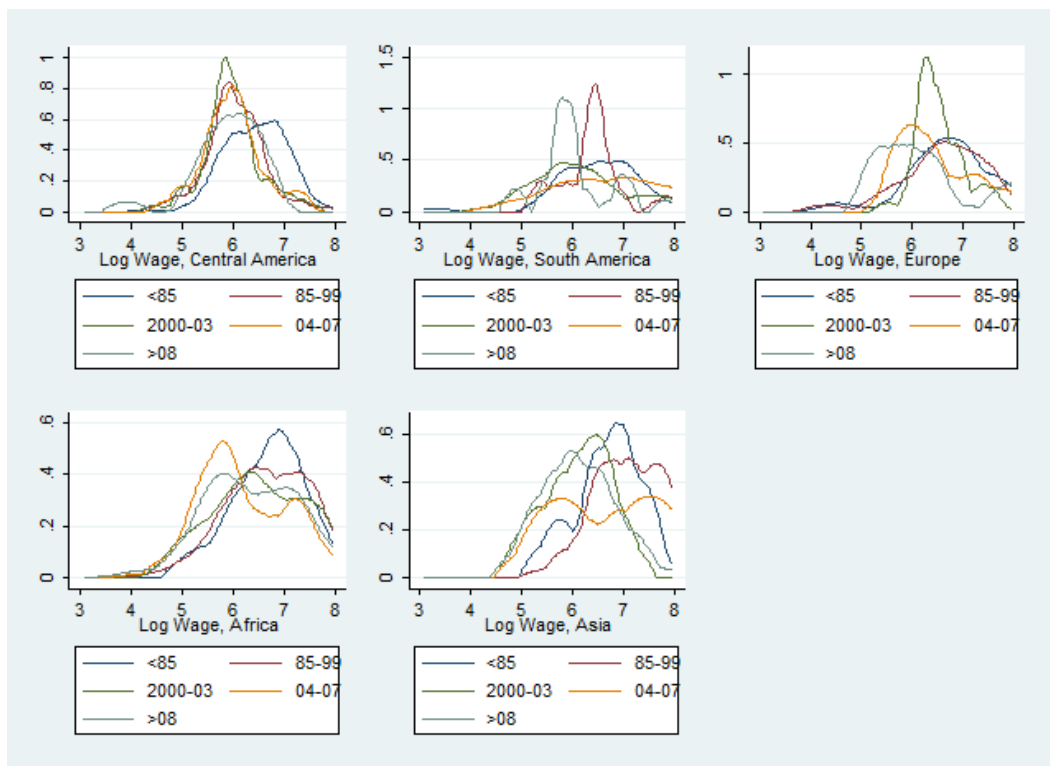 0 .2 .4 .6 .8 1
3 4 5 6 7 8
Log Wage, Central America
<85 85-99
2000-03 04-07
>08
0 .5 1 1.5
3 4 5 6 7 8
Log Wage, South America
<85 85-99
2000-03 04-07
>08
0 .5 1
3 4 5 6 7 8
Log Wage, Europe
<85 85-99
2000-03 04-07
>08
0 .2 .4 .6
3 4 5 6 7 8
Log Wage, Africa
<85 85-99
2000-03 04-07
>08
0 .2 .4 .6
3 4 5 6 7 8
Log Wage, Asia
<85 85-99
2000-03 04-07
>08